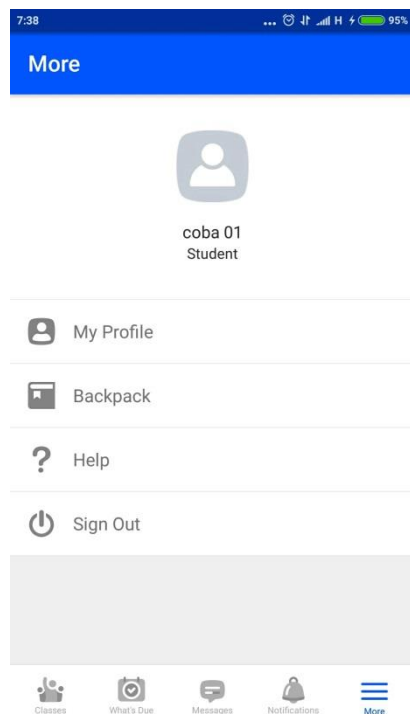 7:38 ... H 95%
More
coba 01
Student
My Profile
Backpack
Help
Sign Out
Classes What's Due Messages Notifications More